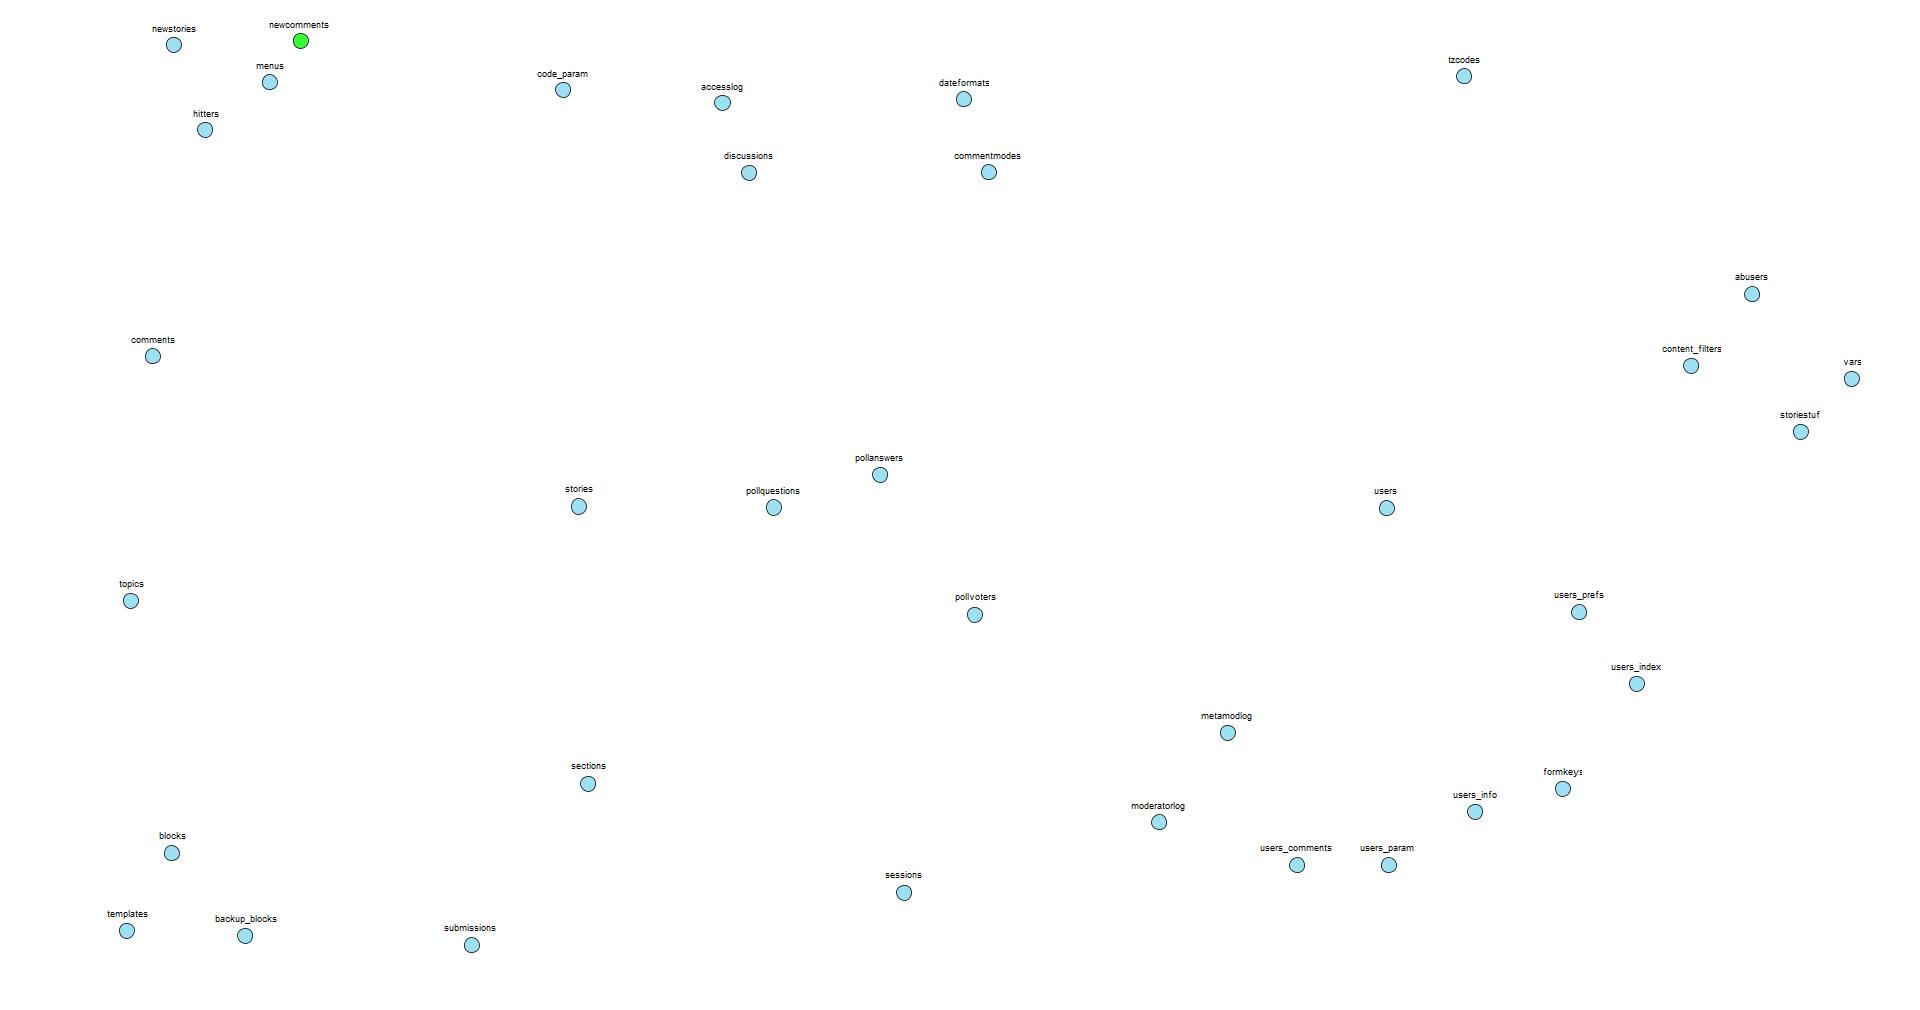 newstories
newcomments
menus
hitters
code_param
accesslog
dateformats
tzcodes
discussions
commentmodes
abusers
comments
content_filters
vars
storiestuf
pollanswers
stories
pollquestions
users
topics
pollvoters
users_prefs
users_index
metamodlog
sections
formkeys
users_info
moderatorlog
blocks
users_comments
users_param
sessions
templates
backup_blocks
submissions